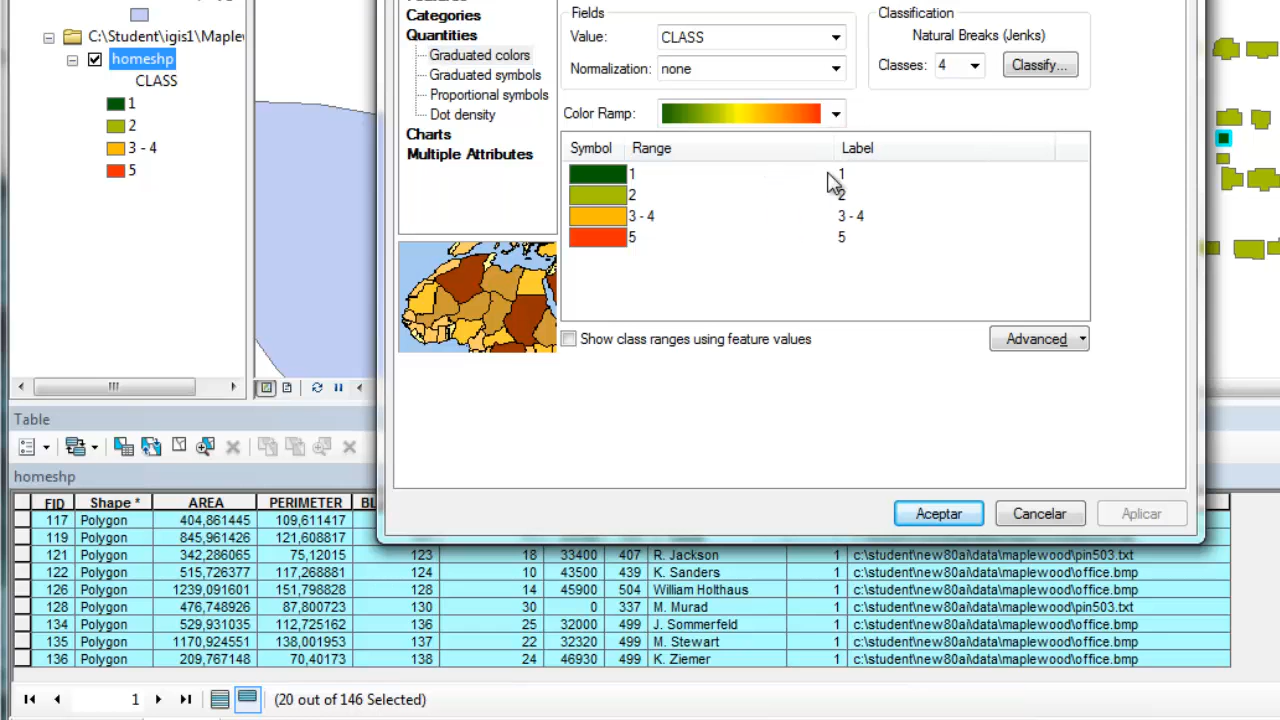 Categories
Quantities
Graduated colors
Graduated symbols
Proportional symbols
Dot density
Charts
Multiple Attributes
C:\Student\igis1\Maplew
homeshp
CLASS
1
2
3 - 4
5
Fields
Value: CLASS
Normalization: none
Classification
Natural Breaks (Jenks)
Classes: 4 Classify...
Color Ramp:
Symbol Range Label
1 1
2 2
3 - 4 3 - 4
5 5
Show class ranges using feature values
Advanced
Aceptar Cancelar Aplicar
Table
homeshp
FID Shape * AREA PERIMETER BL
117 Polygon 404,861445 109,611417
119 Polygon 845,961426 121,608817
121 Polygon 342,286065 75,12015 123 18 33400 407 R. Jackson 1 c:\student\new80ai\data\maplewood\pin503.txt
122 Polygon 515,726377 117,268881 124 10 43500 439 K. Sanders 1 c:\student\new80ai\data\maplewood\office.bmp
126 Polygon 1239,091601 151,798828 128 14 45900 504 William Holthaus 1 c:\student\new80ai\data\maplewood\office.bmp
128 Polygon 476,748926 87,800723 130 30 0 337 M. Murad 1 c:\student\new80ai\data\maplewood\pin503.txt
134 Polygon 529,931035 112,725162 136 25 32000 499 J. Sommerfeld 1 c:\student\new80ai\data\maplewood\office.bmp
135 Polygon 1170,924551 138,001953 137 22 32320 499 M. Stewart 1 c:\student\new80ai\data\maplewood\office.bmp
136 Polygon 209,767148 70,40173 138 24 46930 499 K. Ziemer 1 c:\student\new80ai\data\maplewood\office.bmp
1 (20 out of 146 Selected)